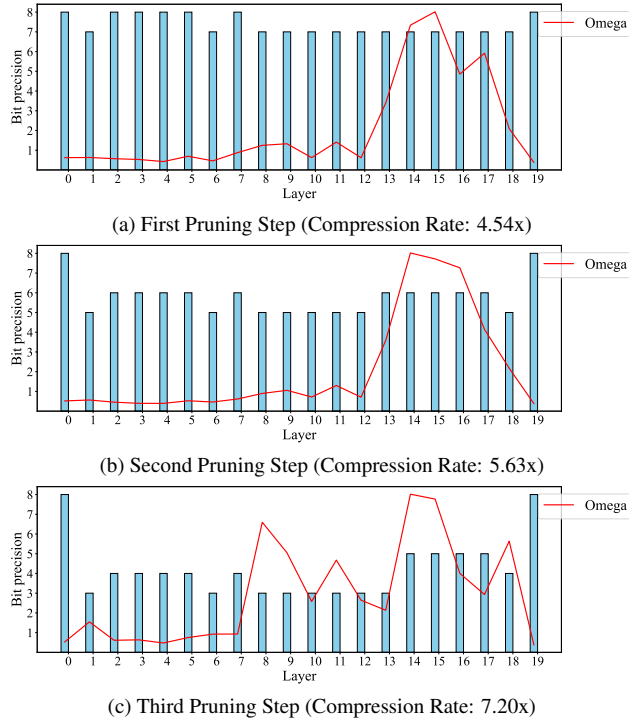 8
7
6
5
4
3
2
1
Bit precision
Omega
0 1 2 3 4 5 6 7 8 9 10 11 12 13 14 15 16 17 18 19
Layer
(a) First Pruning Step (Compression Rate: 4.54x)
8
7
6
5
4
3
2
1
Bit precision
Omega
0 1 2 3 4 5 6 7 8 9 10 11 12 13 14 15 16 17 18 19
Layer
(b) Second Pruning Step (Compression Rate: 5.63x)
8
7
6
5
4
3
2
1
Bit precision
Omega
0 1 2 3 4 5 6 7 8 9 10 11 12 13 14 15 16 17 18 19
Layer
(c) Third Pruning Step (Compression Rate: 7.20x)